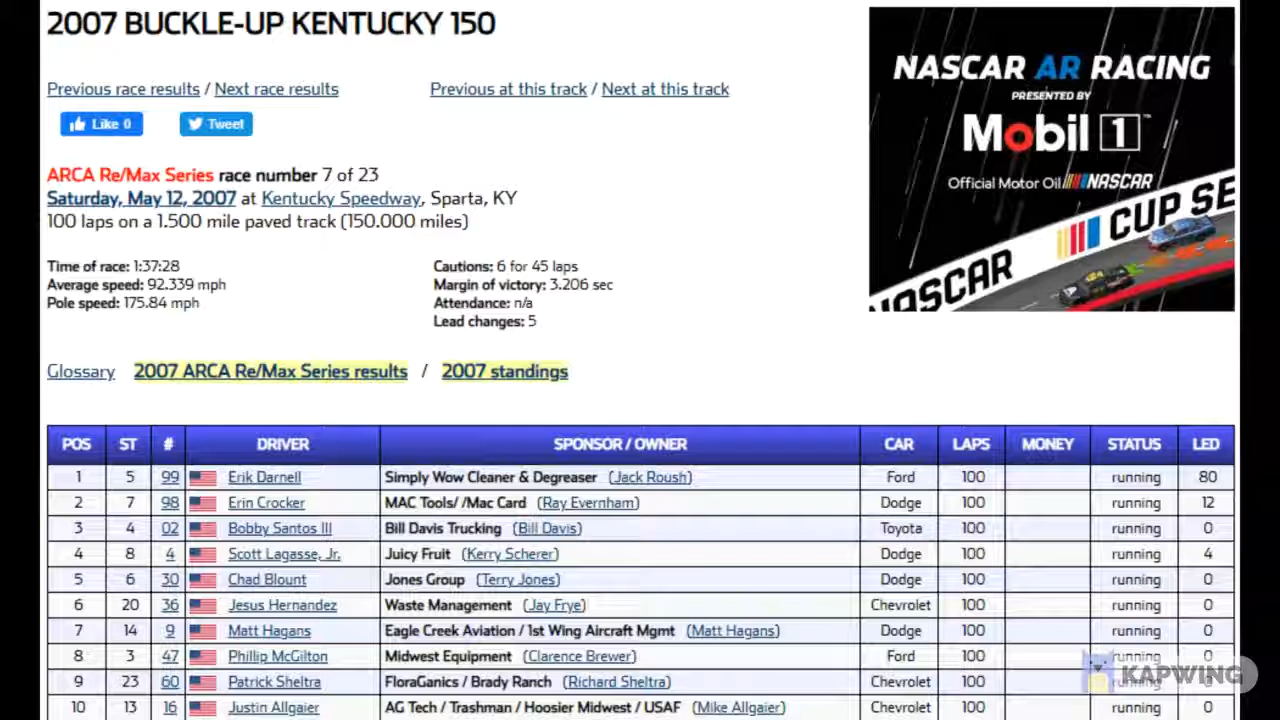 2007 BUCKLE-UP KENTUCKY 150
Previous race results / Next race results
Previous at this track / Next at this track
Like 0
Tweet
NASCAR AR RACING
PRESENTED BY
Mobil 1™
Official Motor Oil NASCAR
NASCAR CUP SE
ARCA Re/Max Series race number 7 of 23
Saturday, May 12, 2007 at Kentucky Speedway, Sparta, KY
100 laps on a 1.500 mile paved track (150.000 miles)
Time of race: 1:37:28
Average speed: 92.339 mph
Pole speed: 175.84 mph
Cautions: 6 for 45 laps
Margin of victory: 3.206 sec
Attendance: n/a
Lead changes: 5
Glossary 2007 ARCA Re/Max Series results / 2007 standings
POS ST # DRIVER SPONSOR / OWNER CAR LAPS MONEY STATUS LED
1 5 99 Erik Darnell Simply Wow Cleaner & Degreaser (Jack Roush) Ford 100 running 80
2 7 98 Erin Crocker MAC Tools/ /Mac Card (Ray Evernham) Dodge 100 running 12
3 4 02 Bobby Santos III Bill Davis Trucking (Bill Davis) Toyota 100 running 0
4 8 4 Scott Lagasse, Jr. Juicy Fruit (Kerry Scherer) Dodge 100 running 4
5 6 30 Chad Blount Jones Group (Terry Jones) Dodge 100 running 0
6 20 36 Jesus Hernandez Waste Management (Jay Frye) Chevrolet 100 running 0
7 14 9 Matt Hagans Eagle Creek Aviation / 1st Wing Aircraft Mgmt (Matt Hagans) Dodge 100 running 0
8 3 47 Phillip McGilton Midwest Equipment (Clarence Brewer) Ford 100 running 0
9 23 60 Patrick Sheltra FloraGanics / Brady Ranch (Richard Sheltra) Chevrolet 100 running 0
10 13 16 Justin Allgaier AG Tech / Trashman / Hoosier Midwest / USAF (Mike Allgaier) Chevrolet 100 running 0
KAPWING